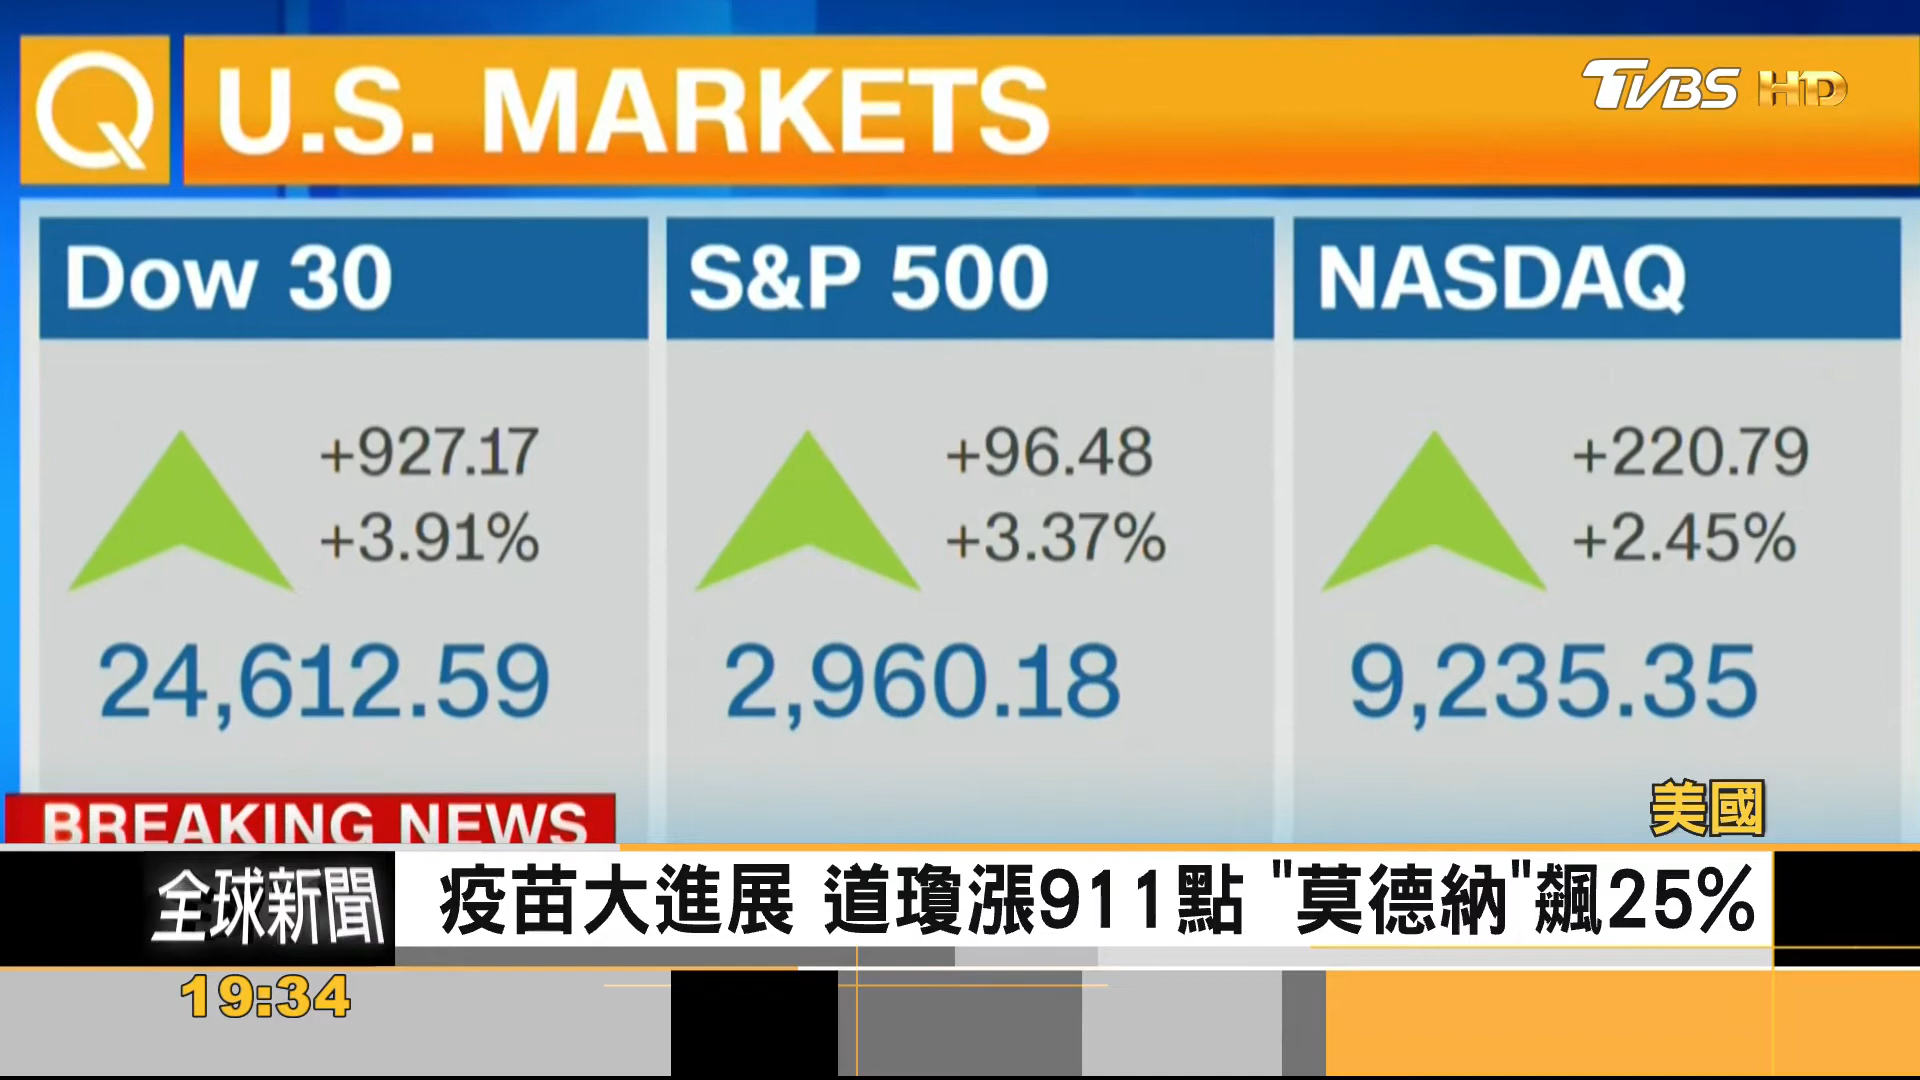 Q U.S. MARKETS
TVBS HD
Dow 30
+927.17
+3.91%
24,612.59
S&P 500
+96.48
+3.37%
2,960.18
NASDAQ
+220.79
+2.45%
9,235.35
美國
BREAKING NEWS
全球新聞
疫苗大進展 道瓊漲911點 "莫德納"飆25%
19:34